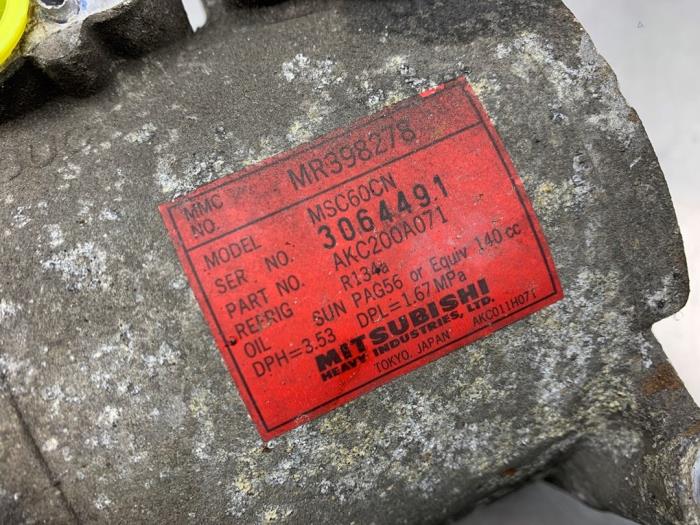 MMC NO. MR398278
MODEL MSC60CN
SER. NO. 3064491
PART NO. AKC200A071
REFRIG R134a
OIL SUN PAG56 or Equiv 140 cc
DPH=3.53 DPL=1.67MPa
MITSUBISHI
HEAVY INDUSTRIES, LTD.
TOKYO, JAPAN AKC011H071